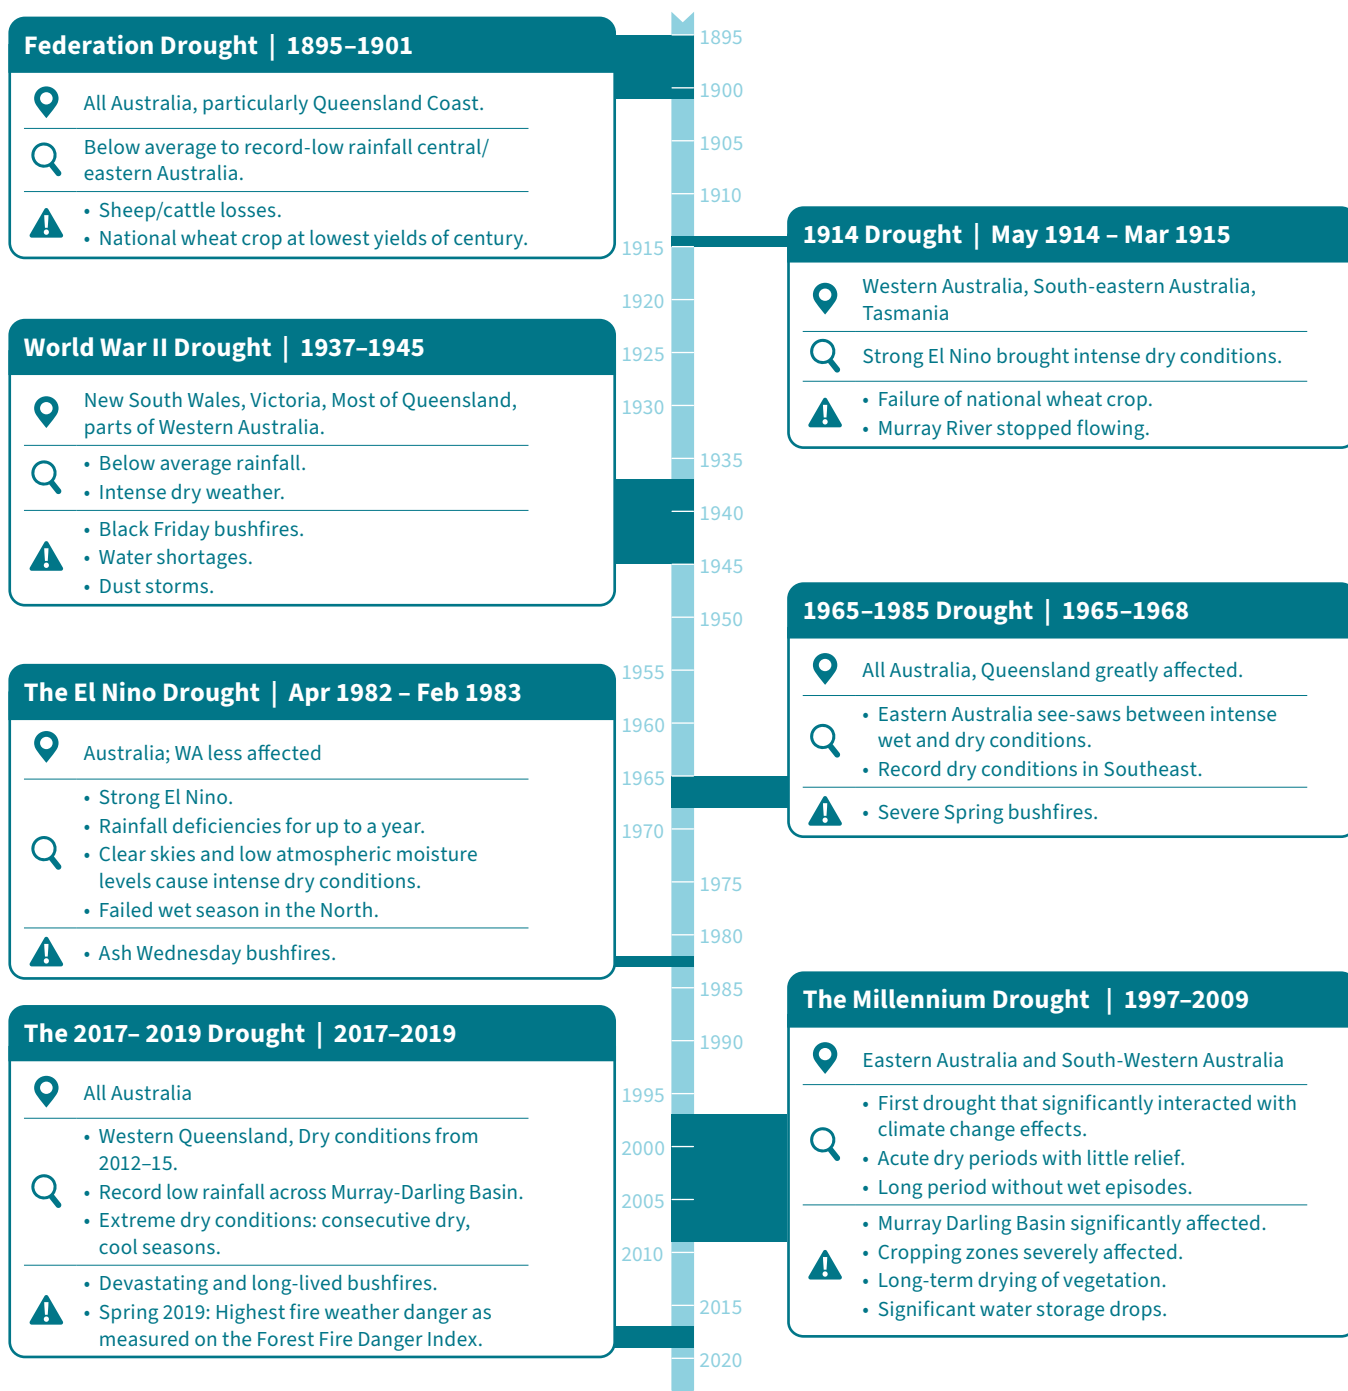 Federation Drought | 1895–1901
All Australia, particularly Queensland Coast.
Below average to record-low rainfall central/
eastern Australia.
• Sheep/cattle losses.
• National wheat crop at lowest yields of century.
1914 Drought | May 1914 – Mar 1915
Western Australia, South-eastern Australia,
Tasmania
Strong El Nino brought intense dry conditions.
• Failure of national wheat crop.
• Murray River stopped flowing.
World War II Drought | 1937–1945
New South Wales, Victoria, Most of Queensland,
parts of Western Australia.
• Below average rainfall.
• Intense dry weather.
• Black Friday bushfires.
• Water shortages.
• Dust storms.
1965–1985 Drought | 1965–1968
All Australia, Queensland greatly affected.
• Eastern Australia see-saws between intense
wet and dry conditions.
• Record dry conditions in Southeast.
• Severe Spring bushfires.
The El Nino Drought | Apr 1982 – Feb 1983
Australia; WA less affected
• Strong El Nino.
• Rainfall deficiencies for up to a year.
• Clear skies and low atmospheric moisture
levels cause intense dry conditions.
• Failed wet season in the North.
• Ash Wednesday bushfires.
The Millennium Drought | 1997–2009
Eastern Australia and South-Western Australia
• First drought that significantly interacted with
climate change effects.
• Acute dry periods with little relief.
• Long period without wet episodes.
• Murray Darling Basin significantly affected.
• Cropping zones severely affected.
• Long-term drying of vegetation.
• Significant water storage drops.
The 2017– 2019 Drought | 2017–2019
All Australia
• Western Queensland, Dry conditions from
2012–15.
• Record low rainfall across Murray-Darling Basin.
• Extreme dry conditions: consecutive dry,
cool seasons.
• Devastating and long-lived bushfires.
• Spring 2019: Highest fire weather danger as
measured on the Forest Fire Danger Index.
1895
1900
1905
1910
1915
1920
1925
1930
1935
1940
1945
1950
1955
1960
1965
1970
1975
1980
1985
1990
1995
2000
2005
2010
2015
2020